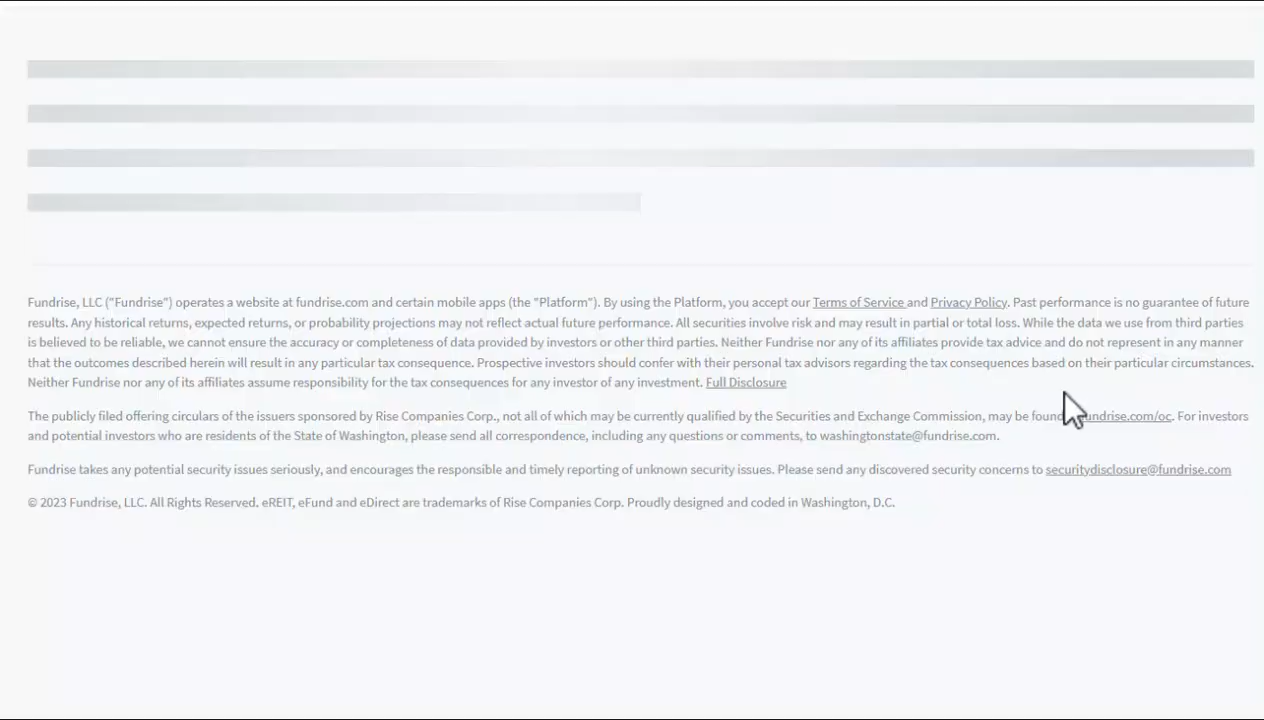 Fundrise, LLC ("Fundrise") operates a website at fundrise.com and certain mobile apps (the "Platform"). By using the Platform, you accept our Terms of Service and Privacy Policy. Past performance is no guarantee of future
results. Any historical returns, expected returns, or probability projections may not reflect actual future performance. All securities involve risk and may result in partial or total loss. While the data we use from third parties
is believed to be reliable, we cannot ensure the accuracy or completeness of data provided by investors or other third parties. Neither Fundrise nor any of its affiliates provide tax advice and do not represent in any manner
that the outcomes described herein will result in any particular tax consequence. Prospective investors should confer with their personal tax advisors regarding the tax consequences based on their particular circumstances.
Neither Fundrise nor any of its affiliates assume responsibility for the tax consequences for any investor of any investment. Full Disclosure
The publicly filed offering circulars of the issuers sponsored by Rise Companies Corp., not all of which may be currently qualified by the Securities and Exchange Commission, may be found undrise.com/oc. For investors
and potential investors who are residents of the State of Washington, please send all correspondence, including any questions or comments, to washingtonstate@fundrise.com.
Fundrise takes any potential security issues seriously, and encourages the responsible and timely reporting of unknown security issues. Please send any discovered security concerns to securitydisclosure@fundrise.com
© 2023 Fundrise, LLC. All Rights Reserved. eREIT, eFund and eDirect are trademarks of Rise Companies Corp. Proudly designed and coded in Washington, D.C.